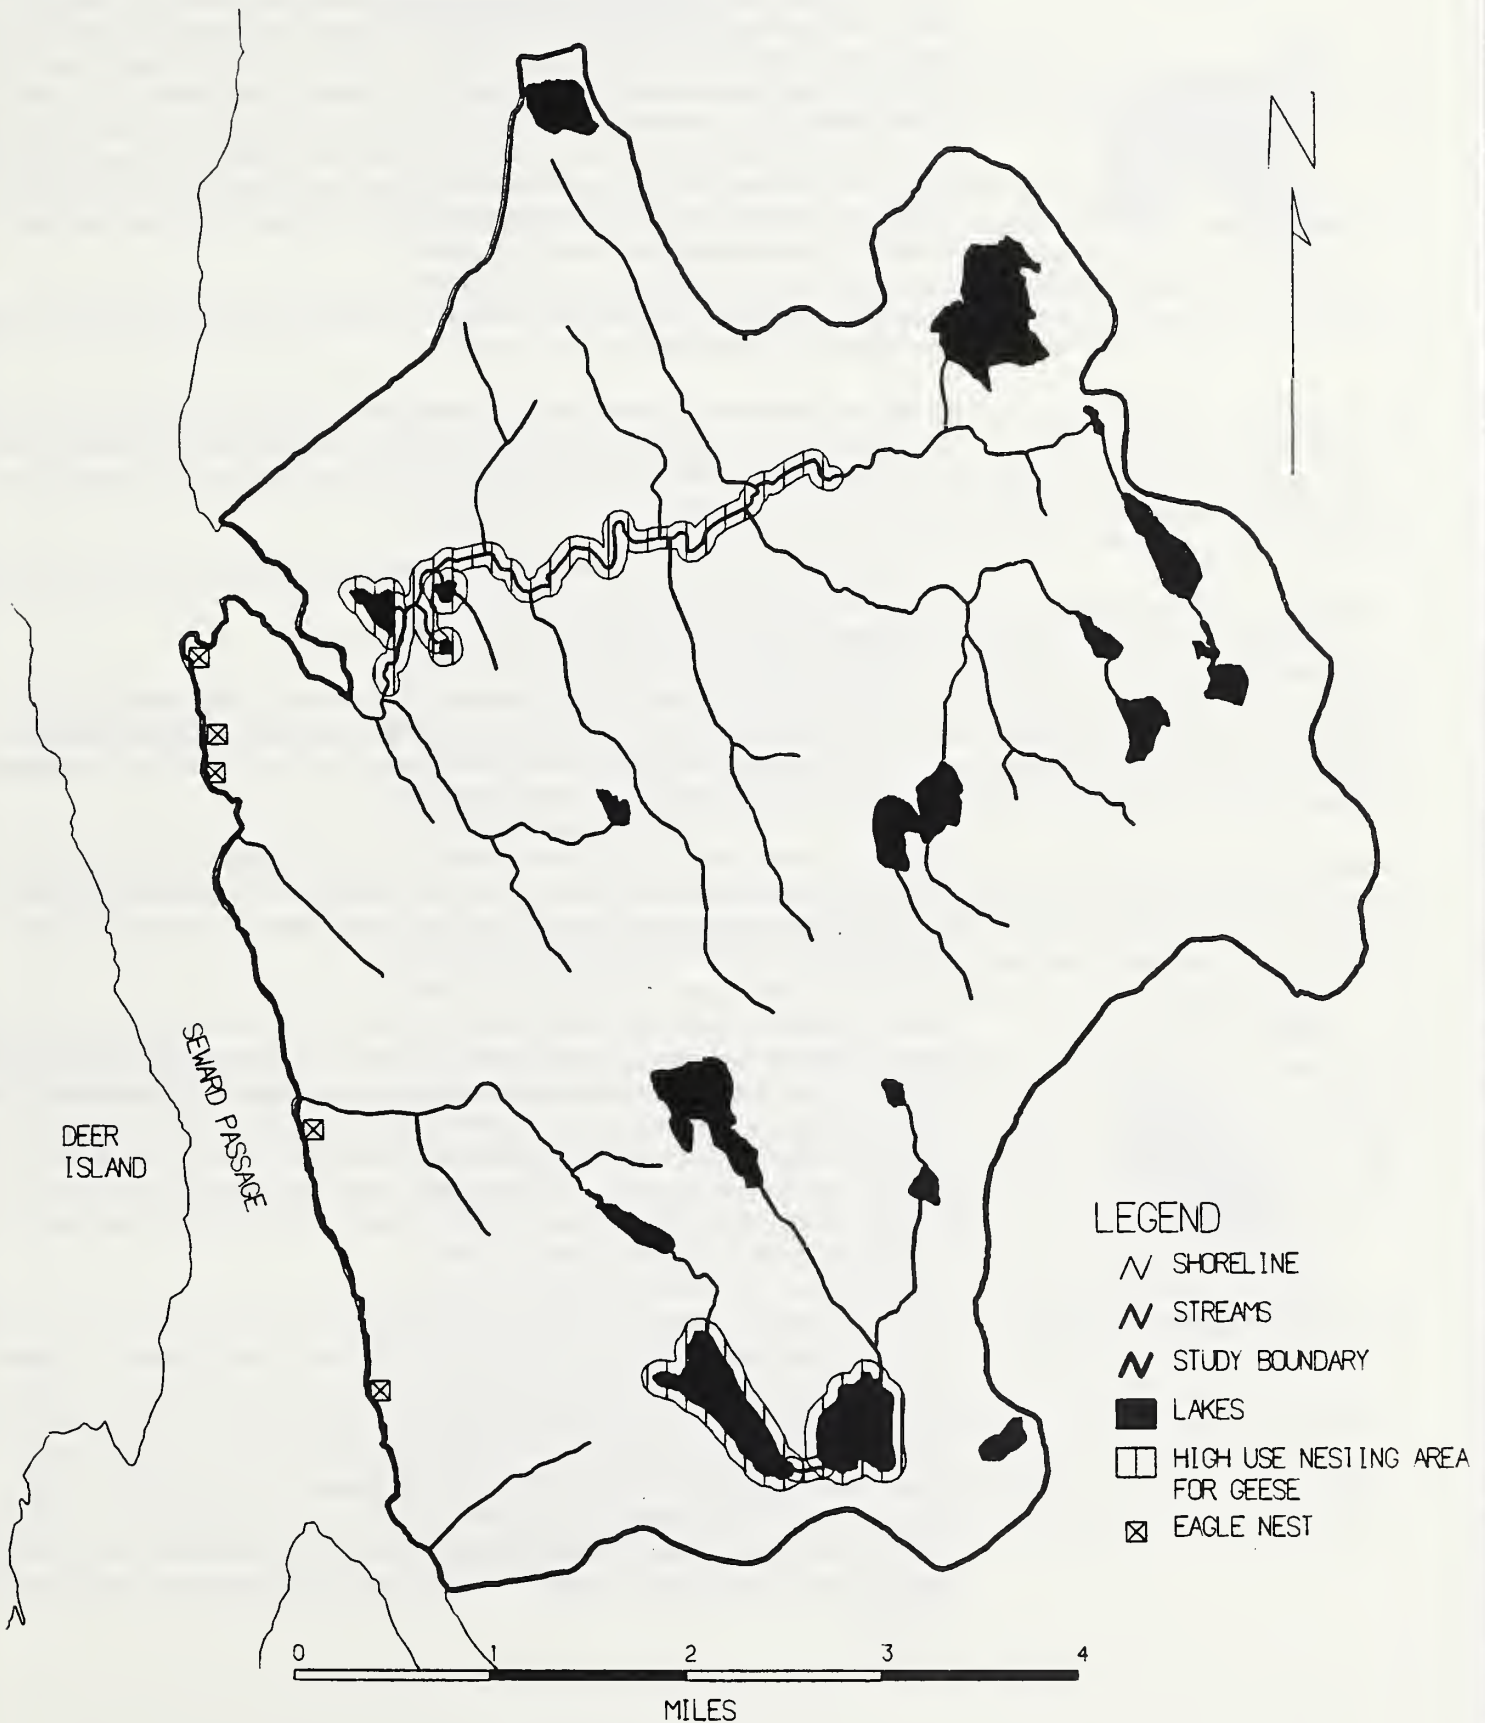 N
SEWARD PASSAGE
DEER
ISLAND
LEGEND
SHORELINE
STREAMS
STUDY BOUNDARY
LAKES
HIGH USE NESTING AREA
FOR GEESE
EAGLE NEST
0 1 2 3 4
MILES